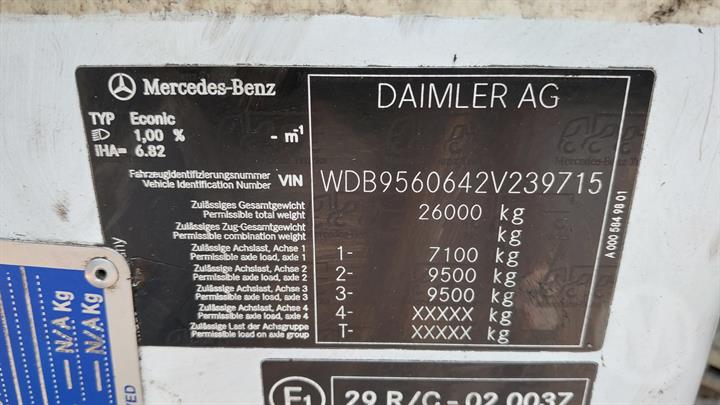 Mercedes-Benz
DAIMLER AG
TYP Econic
1,00 % - m⁻¹
iHA= 6.82
Fahrzeugidentifizierungsnummer
Vehicle Identification Number VIN WDB9560642V239715
Zulässiges Gesamtgewicht
Permissible total weight 26000 kg
Zulässiges Zug-Gesamtgewicht
Permissible combination weight kg
Zulässige Achslast, Achse 1
Permissible axle load, axle 1 1- 7100 kg
Zulässige Achslast, Achse 2
Permissible axle load, axle 2 2- 9500 kg
Zulässige Achslast, Achse 3
Permissible axle load, axle 3 3- 9500 kg
Zulässige Achslast, Achse 4
Permissible axle load, axle 4 4- XXXXX kg
Zulässige Last der Achsgruppe
Permissible load on axle group T- XXXXX kg
A 000 584 98 01
N/A Kg
N/A Kg
E1
29 R/C - 02 0037